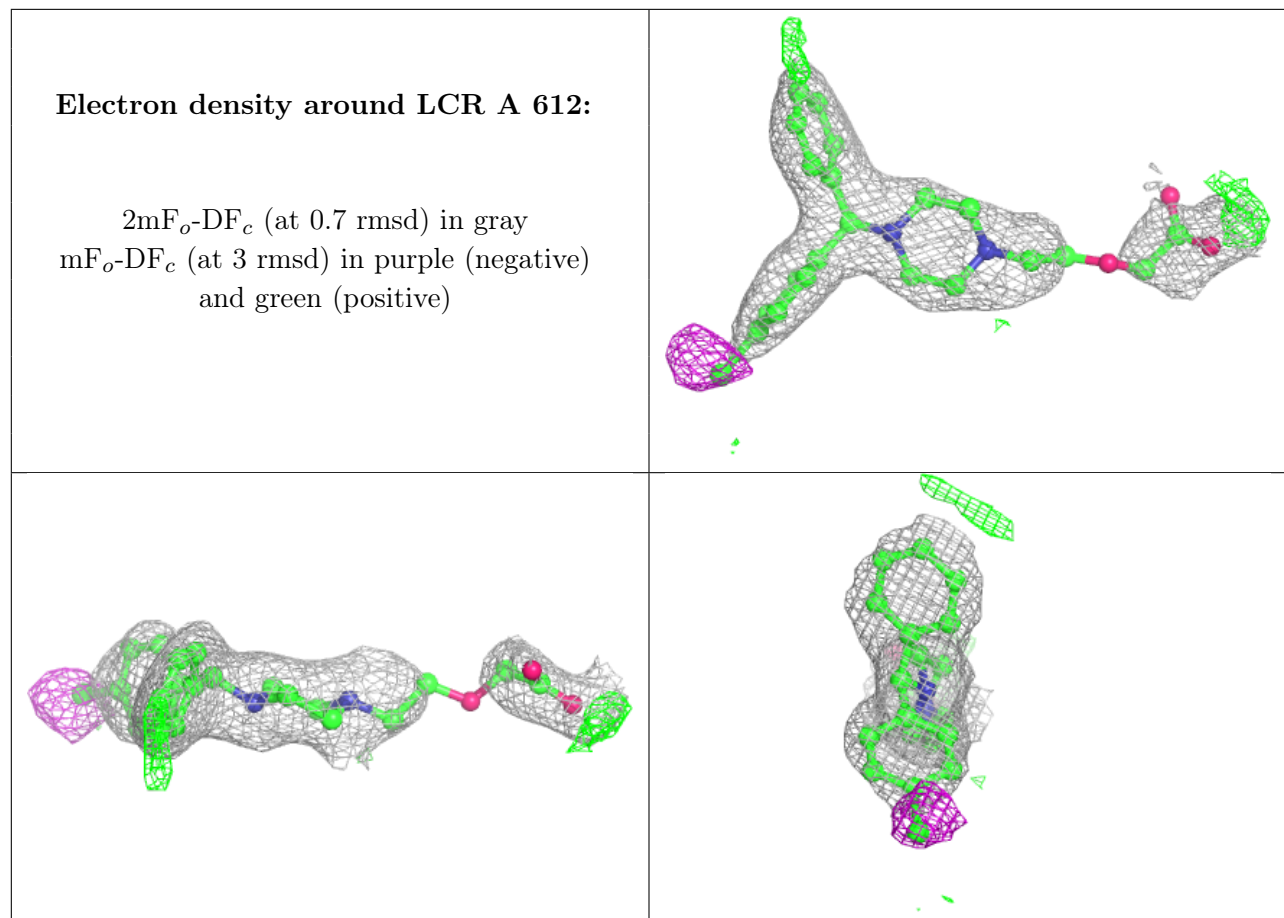 Electron density around LCR A 612:
2mFo-DFc (at 0.7 rmsd) in gray
mFo-DFc (at 3 rmsd) in purple (negative)
and green (positive)